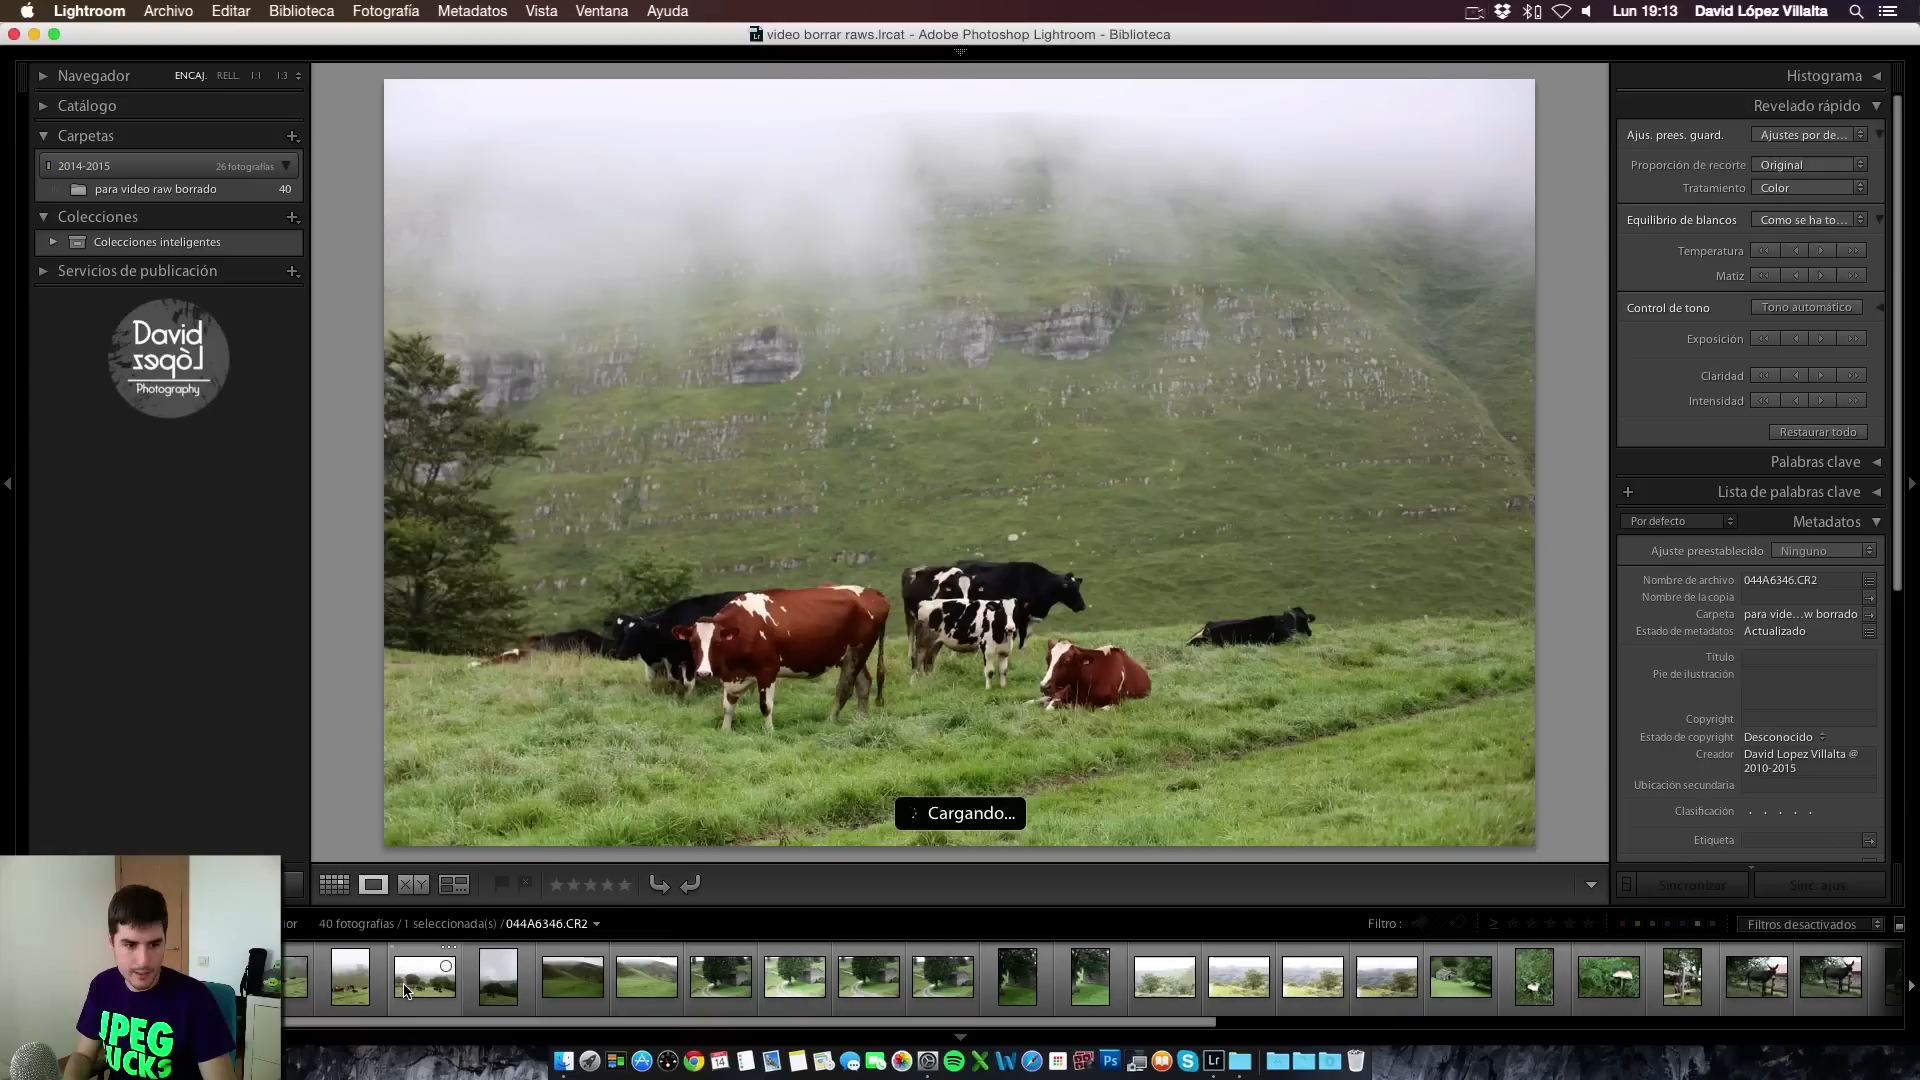 Lightroom Archivo Editar Biblioteca Fotografía Metadatos Vista Ventana Ayuda Lun 19:13 David López Villalta
video borrar raws.lrcat - Adobe Photoshop Lightroom - Biblioteca
Navegador ENCAJ. RELL. 1:1 1:3
Catálogo
Carpetas
2014-2015 26 fotografías
para video raw borrado 40
Colecciones
Colecciones inteligentes
Servicios de publicación
David
López
Photography
Cargando...
Histograma
Revelado rápido
Ajus. prees. guard. Ajustes por de...
Proporción de recorte Original
Tratamiento Color
Equilibrio de blancos Como se ha to...
Temperatura
Matiz
Control de tono Tono automático
Exposición
Claridad
Intensidad
Restaurar todo
Palabras clave
Lista de palabras clave
Por defecto Metadatos
Ajuste preestablecido Ninguno
Nombre de archivo 044A6346.CR2
Nombre de la copia
Carpeta para vide...w borrado
Estado de metadatos Actualizado
Título
Pie de ilustración
Copyright
Estado de copyright Desconocido
Creador David Lopez Villalta @
2010-2015
Ubicación secundaria
Clasificación
Etiqueta
Sincronizar Sinc. ajus.
XY
40 fotografías / 1 seleccionada(s) / 044A6346.CR2
Filtro : Filtros desactivados
JPEG
14
Ps
Lr